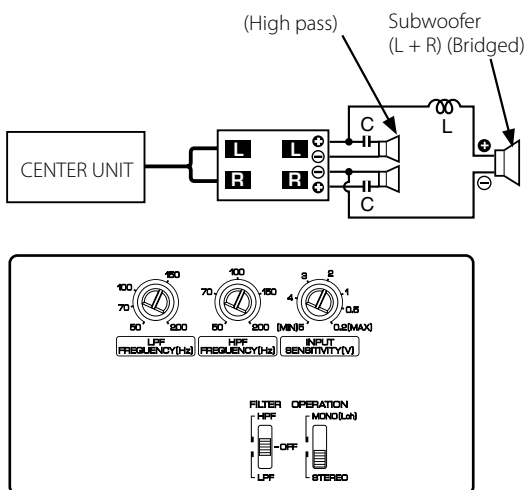 (High pass)
Subwoofer
(L + R) (Bridged)
CENTER UNIT
L
L
R
R
+
−
−
+
C
C
L
+
−
100
150
70
50
200
LPF
FREQUENCY(Hz)
100
70
150
50
200
HPF
FREQUENCY(Hz)
3
2
4
1
0.5
(MIN)5
0.2(MAX)
INPUT
SENSITIVITY(V)
FILTER
HPF
OFF
LPF
OPERATION
MONO(Lch)
STEREO